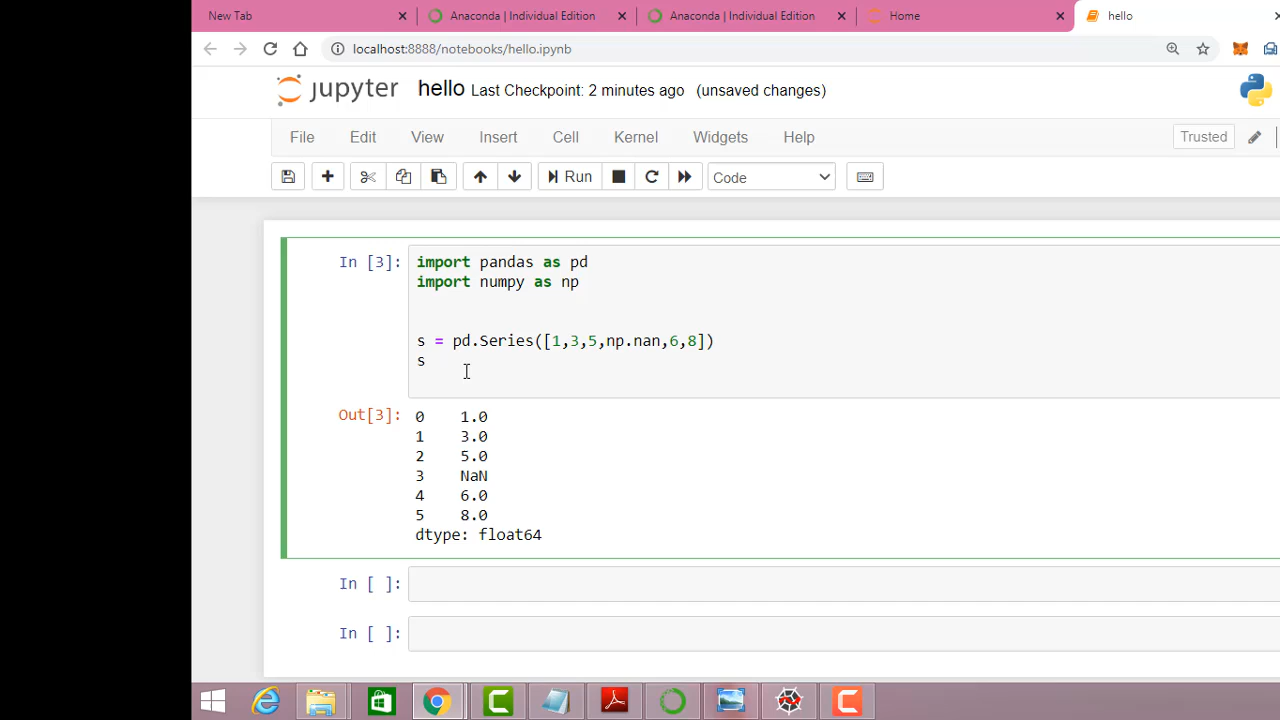 New Tab
Anaconda | Individual Edition
Anaconda | Individual Edition
Home
hello
localhost:8888/notebooks/hello.ipynb
jupyter hello Last Checkpoint: 2 minutes ago (unsaved changes)
File Edit View Insert Cell Kernel Widgets Help Trusted
Run Code
In [3]: import pandas as pd
import numpy as np
s = pd.Series([1,3,5,np.nan,6,8])
s
Out[3]: 0 1.0
1 3.0
2 5.0
3 NaN
4 6.0
5 8.0
dtype: float64
In [ ]:
In [ ]: